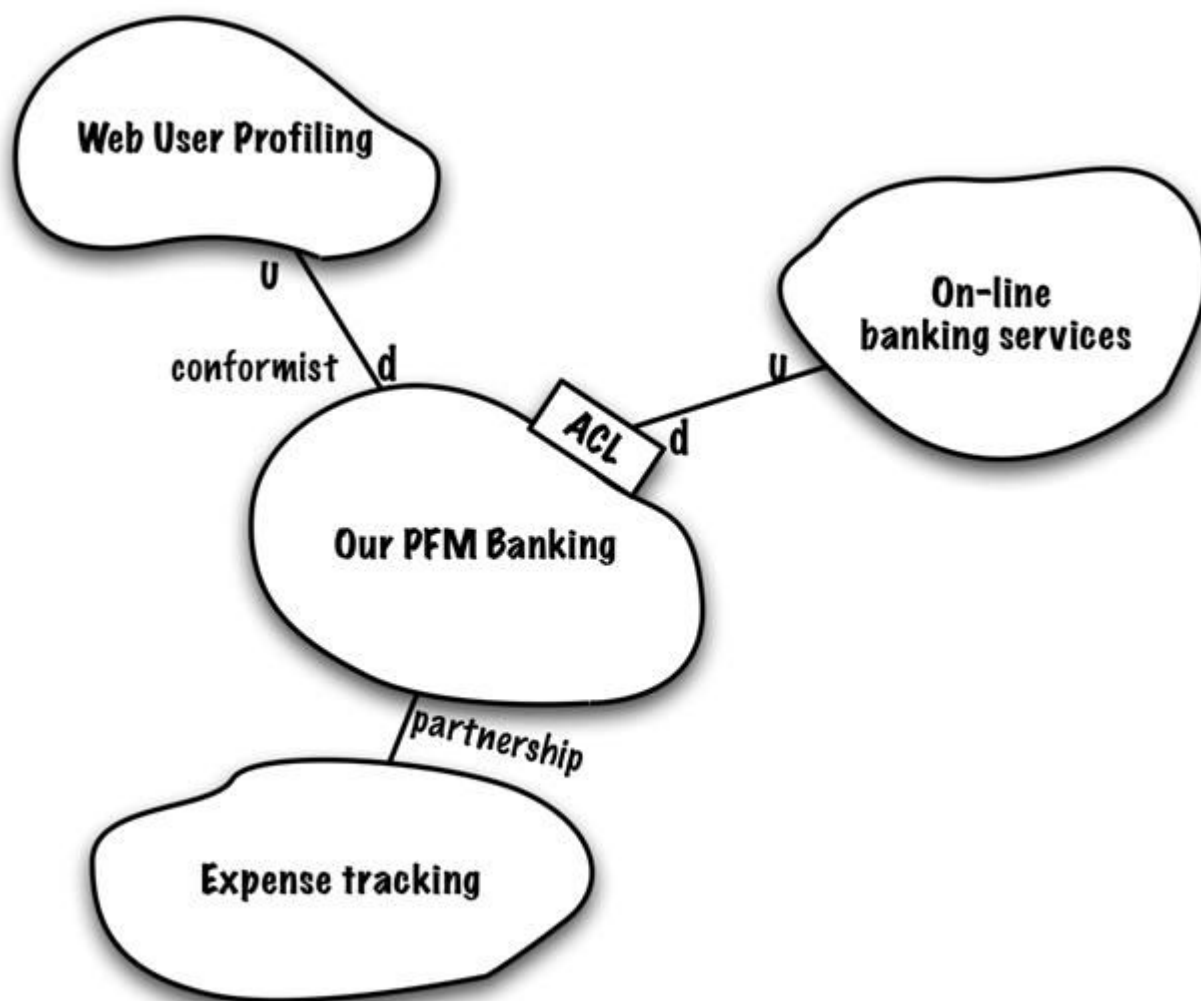 Web User Profiling
U
conformist d
On-line
banking services
U
d
ACL
Our PFM Banking
partnership
Expense tracking